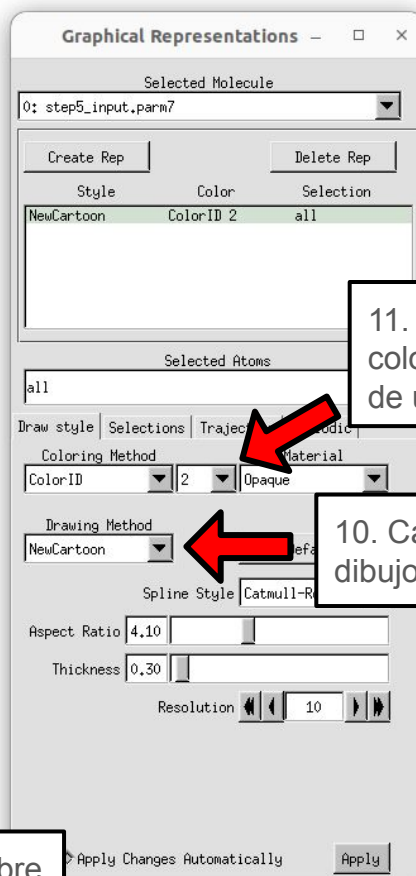 Graphical Representations
Selected Molecule
0: step5_input.parm7
Create Rep
Delete Rep
Style Color Selection
NewCartoon ColorID 2 all
11.
Selected Atoms
all
de
Draw style Selections
Coloring Method
Material
ColorID 2 Opaque
Drawing Method
NewCartoon
10.
dibujo
Spline Style
Aspect Ratio 4.10
Thickness 0.30
Resolution 10
Apply Changes Automatically
Apply